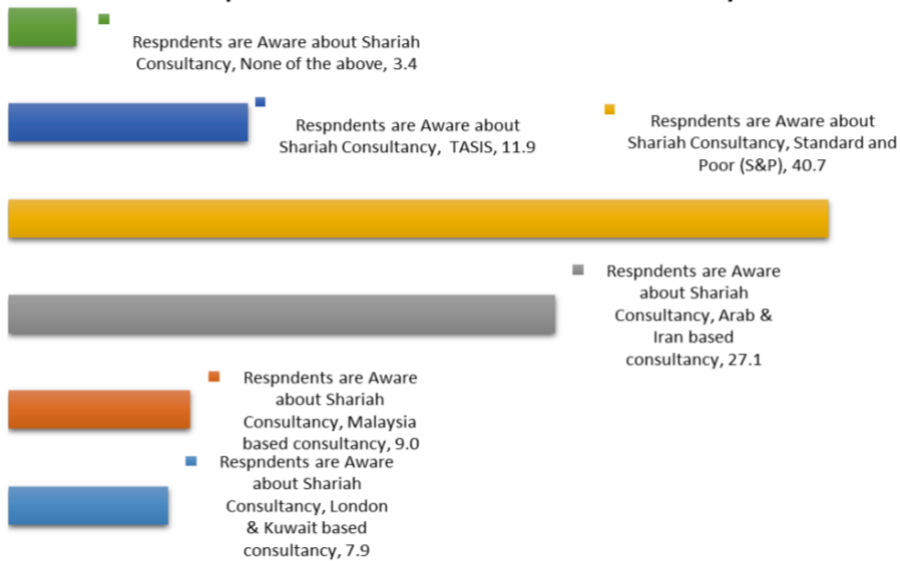 Respndents are Aware about Shariah
Consultancy, None of the above, 3.4
Respndents are Aware about
Shariah Consultancy, TASIS, 11.9
Respndents are Aware about
Shariah Consultancy, Standard and
Poor (S&P), 40.7
Respndents are Aware
about Shariah
Consultancy, Arab &
Iran based
consultancy, 27.1
Respndents are Aware
about Shariah
Consultancy, Malaysia
based consultancy, 9.0
Respndents are Aware
about Shariah
Consultancy, London
& Kuwait based
consultancy, 7.9